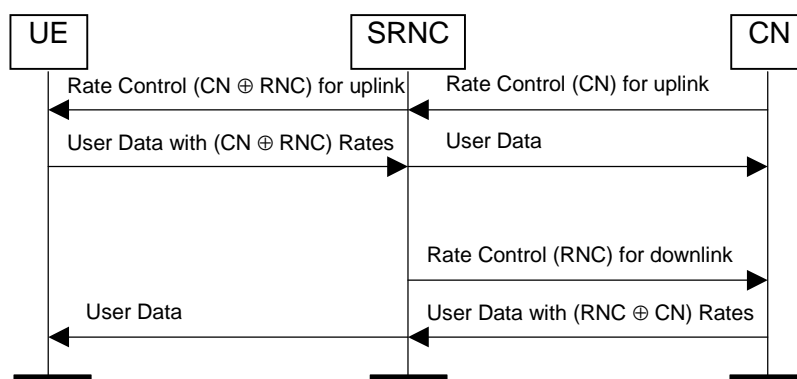 UE
SRNC
CN
Rate Control (CN ⊕ RNC) for uplink
Rate Control (CN) for uplink
User Data with (CN ⊕ RNC) Rates
User Data
Rate Control (RNC) for downlink
User Data
User Data with (RNC ⊕ CN) Rates